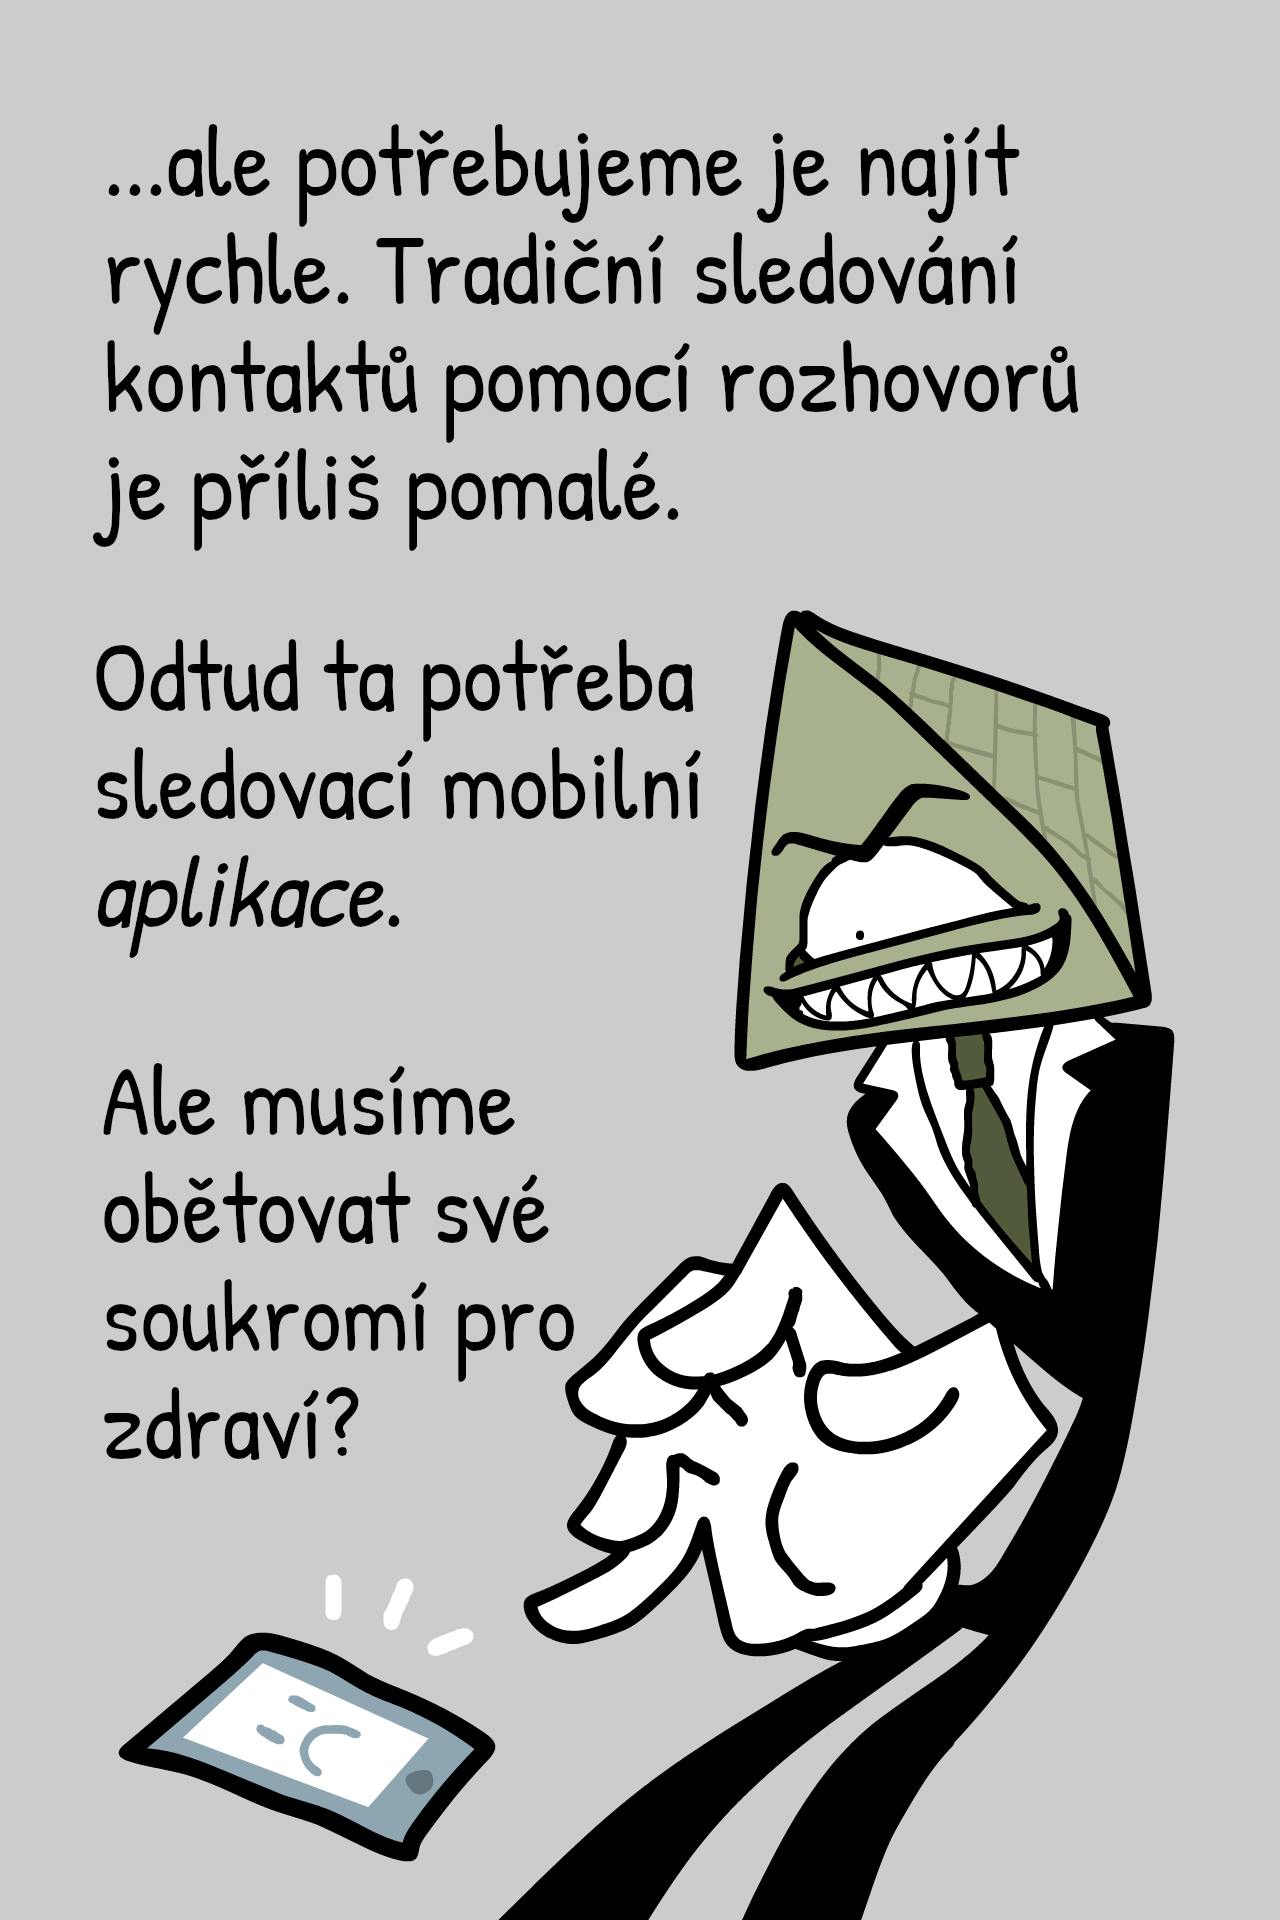 ...ale potřebujeme je najít
rychle. Tradiční sledování
kontaktů pomocí rozhovorů
je příliš pomalé.
Odtud ta potřeba
sledovací mobilní
aplikace.
Ale musíme
obětovat své
soukromí pro
zdraví?